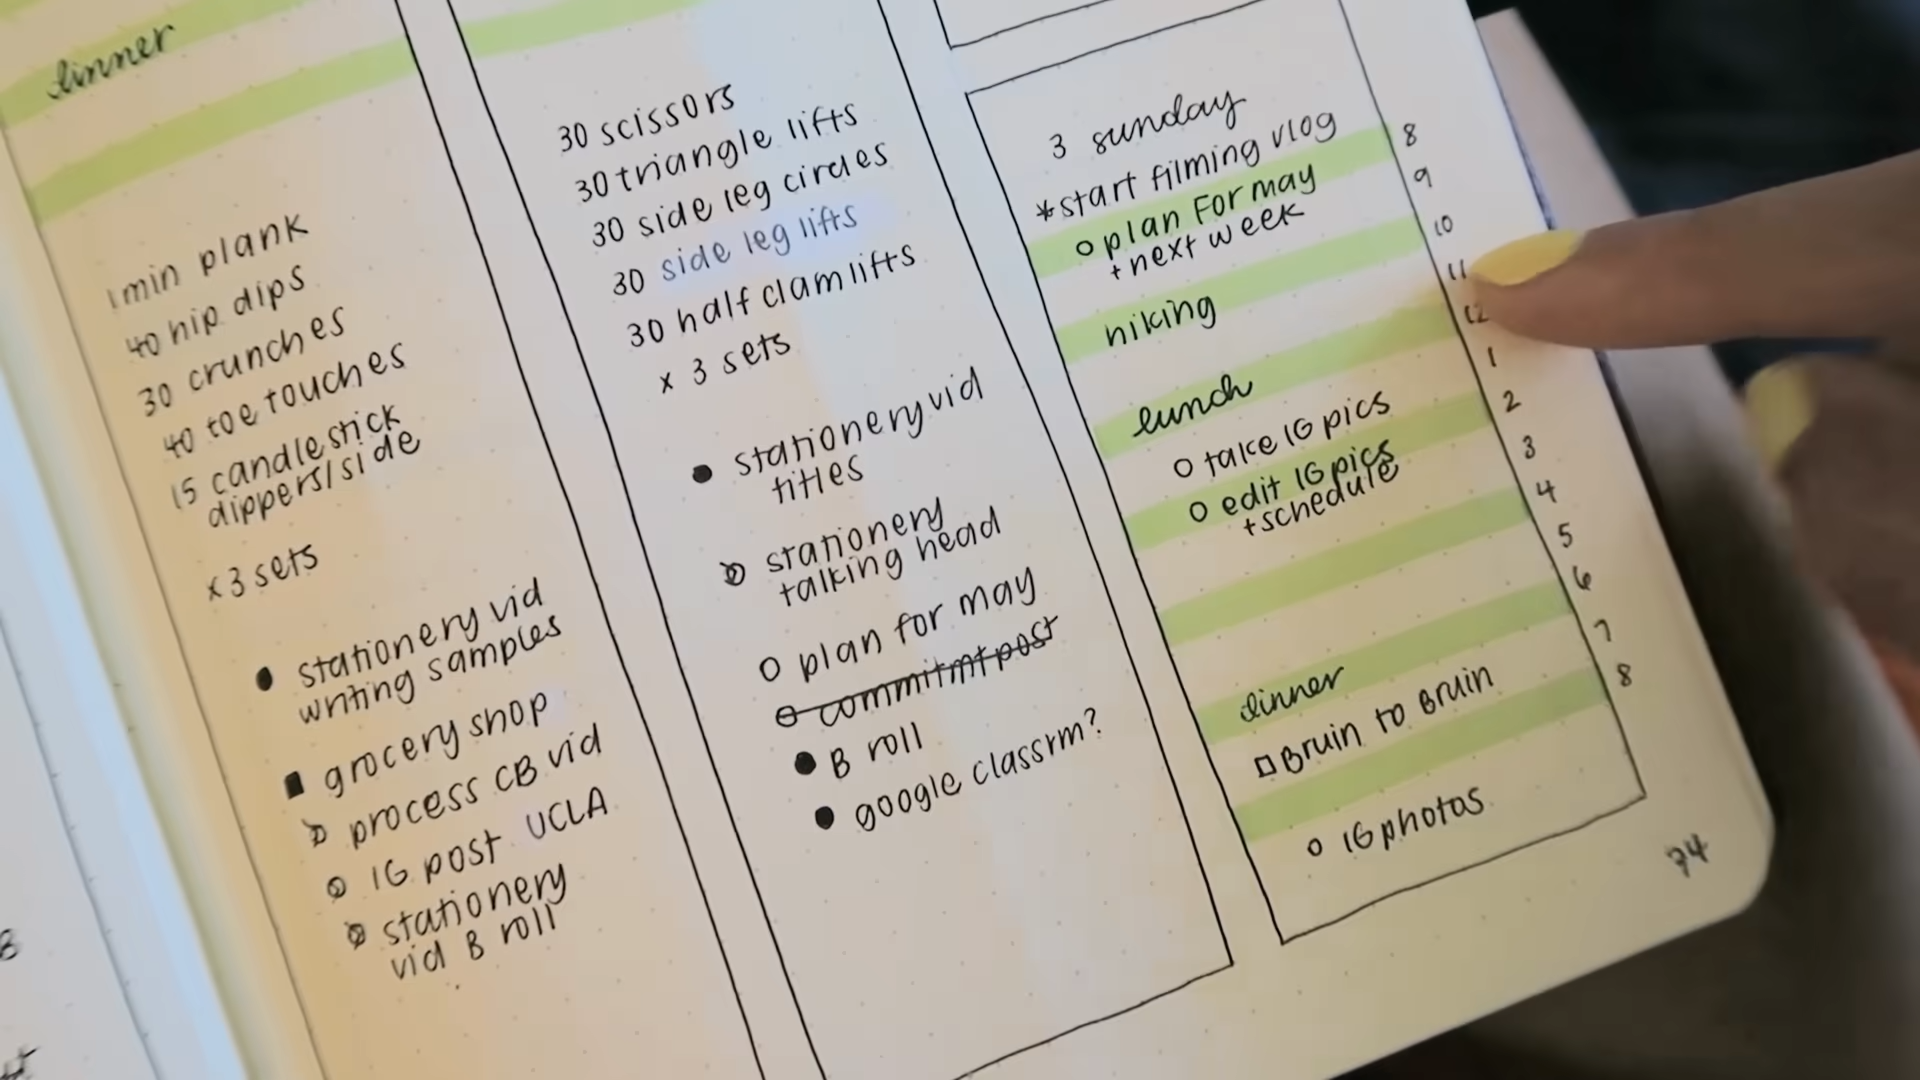 dinner
1 min plank
40 hip dips
30 crunches
40 toe touches
15 candlestick
dippers/side
x 3 sets
stationery vid
writing samples
grocery shop
process CB vid
IG post UCLA
stationery
vid B roll
30 scissors
30 triangle lifts
30 side leg circles
30 side leg lifts
30 half clam lifts
x 3 sets
stationery vid
titles
stationery
talking head
plan for may
commitmt post
B roll
google classrm?
3 sunday
*start filming vlog
plan for may
+ next week
hiking
lunch
take IG pics
edit IG pics
+ schedule
dinner
Bruin to Bruin
IG photos
8
9
10
11
12
1
2
3
4
5
6
7
8
74